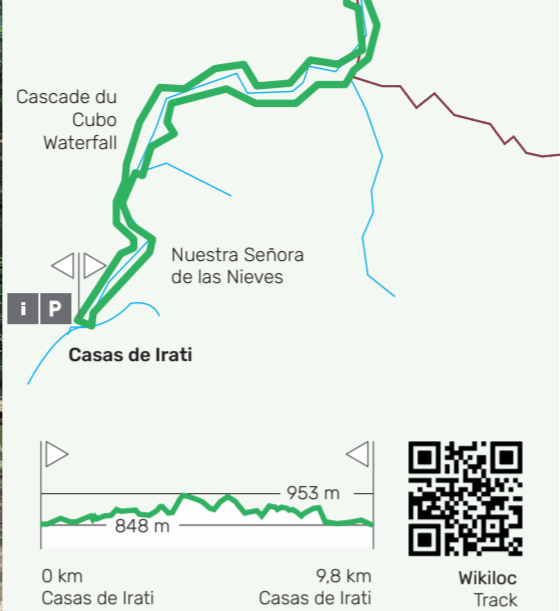 Cascade du
Cubo
Waterfall
Nuestra Señora
de las Nieves
i P
Casas de Irati
953 m
848 m
0 km
Casas de Irati
9,8 km
Casas de Irati
Wikiloc
Track